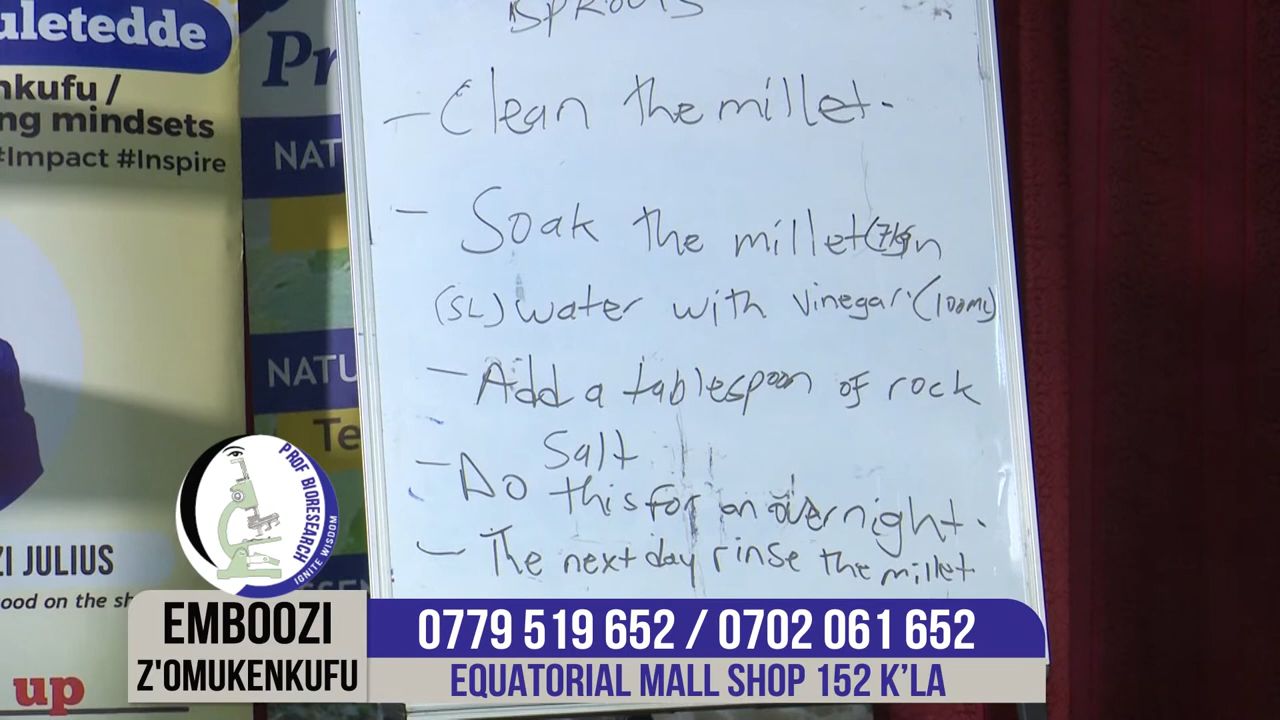 uletedde
nkufu /
ng mindsets
#Impact #Inspire
ZI JULIUS
ood on the sh
up
Pr
NAT
NATU
Te
sprouts
- Clean the millet.
- Soak the millet (7kg) in
(5L) water with vinegar. (100mL)
- Add a tablespoon of rock
Salt
- Do this for an overnight.
- The next day rinse the millet
PROF BIORESEARCH
IGNITE WISDOM
EMBOOZI
Z'OMUKENKUFU
0779 519 652 / 0702 061 652
EQUATORIAL MALL SHOP 152 K'LA